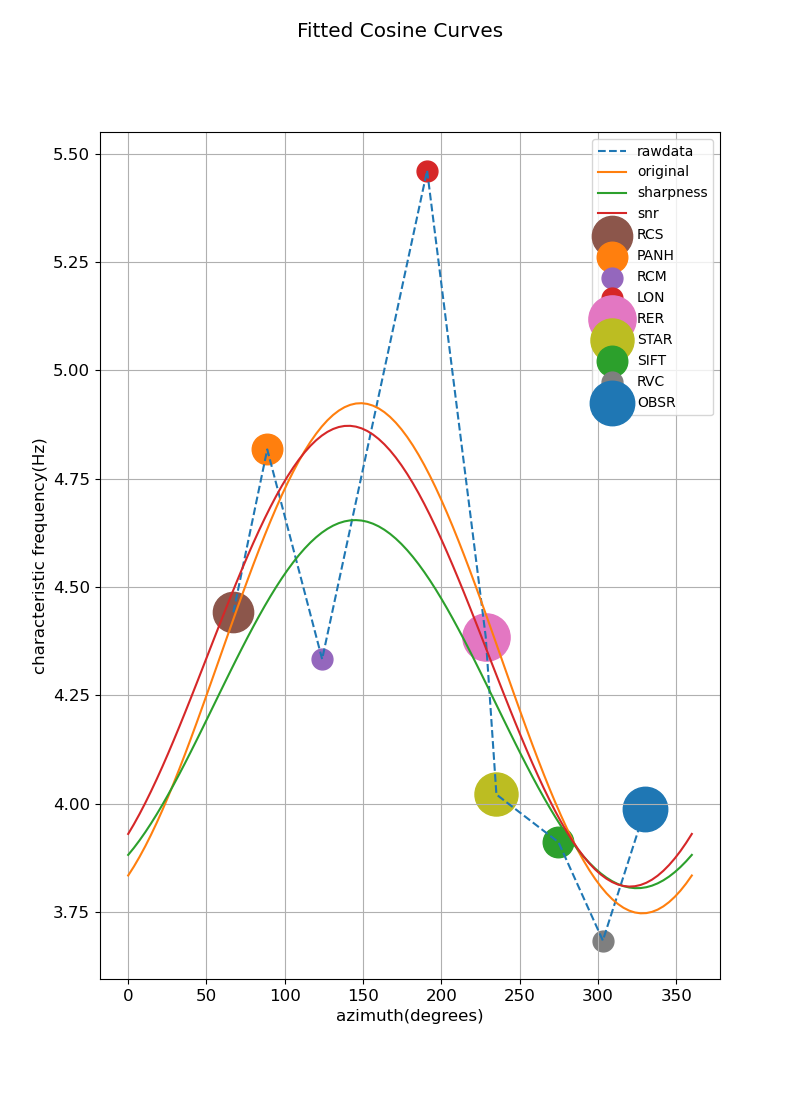 Fitted Cosine Curves
5.50
5.25
5.00
4.75
4.50
4.25
4.00
3.75
characteristic frequency(Hz)
0 50 100 150 200 250 300 350
azimuth(degrees)
rawdata
original
sharpness
snr
RCS
PANH
RCM
LON
RER
STAR
SIFT
RVC
OBSR